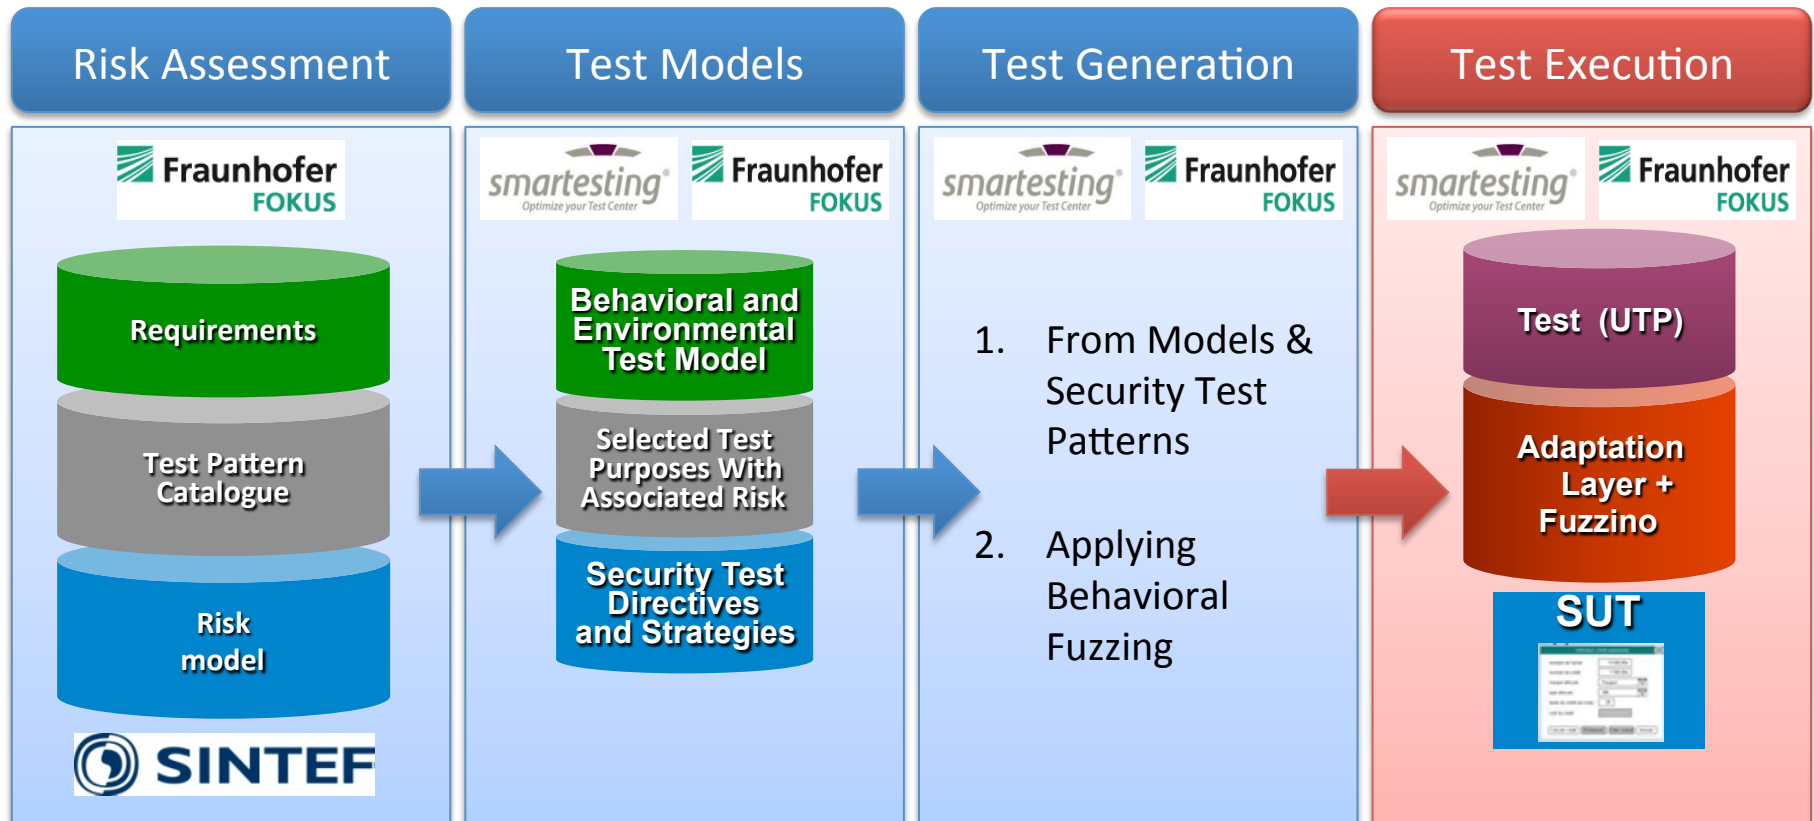 Risk Assessment
Test Models
Test Generation
Test Execution
Fraunhofer
FOKUS
Requirements
Test Pattern
Catalogue
Risk
model
SINTEF
smartesting®
Optimize your Test Center
Fraunhofer
FOKUS
Behavioral and
Environmental
Test Model
Selected Test
Purposes With
Associated Risk
Security Test
Directives
and Strategies
smartesting®
Optimize your Test Center
Fraunhofer
FOKUS
1. From Models &
Security Test
Patterns
2. Applying
Behavioral
Fuzzing
smartesting®
Optimize your Test Center
Fraunhofer
FOKUS
Test (UTP)
Adaptation
Layer +
Fuzzino
SUT